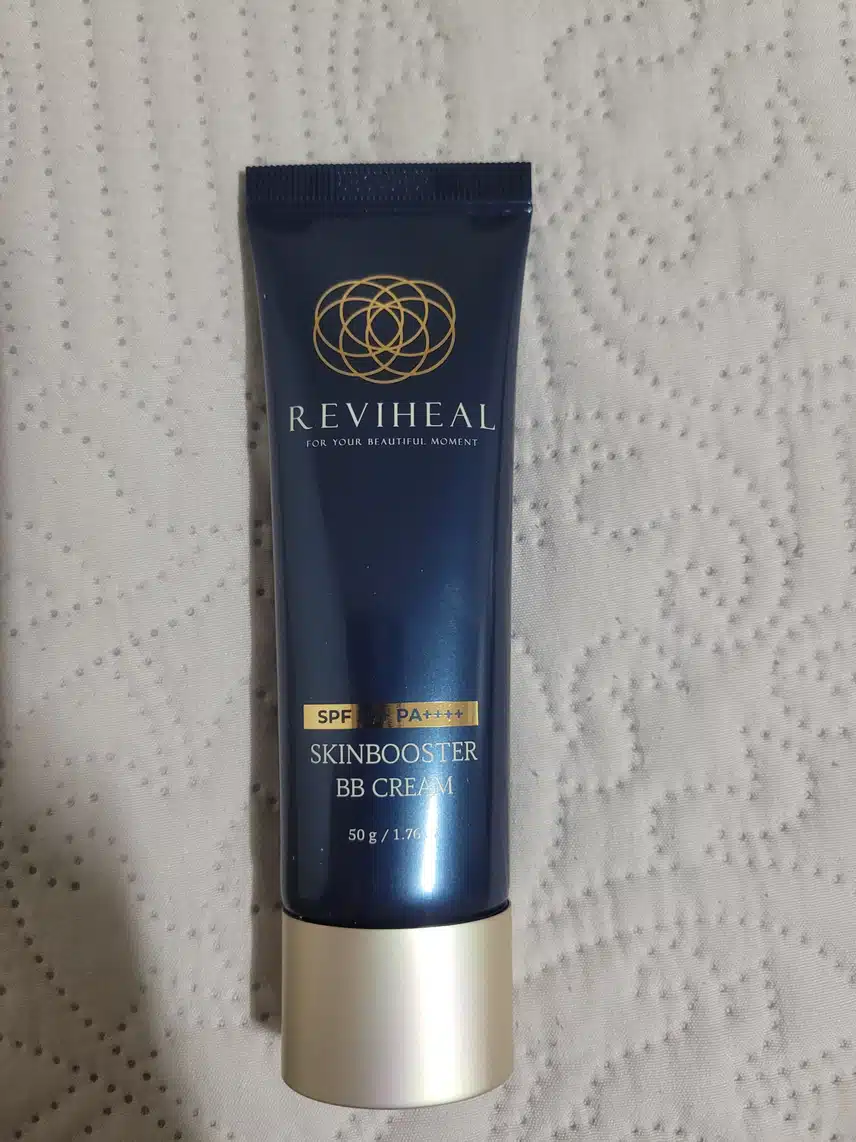 REVIHEAL
FOR YOUR BEAUTIFUL MOMENT
SPF PA++++
SKINBOOSTER
BB CREAM
50 g / 1.76